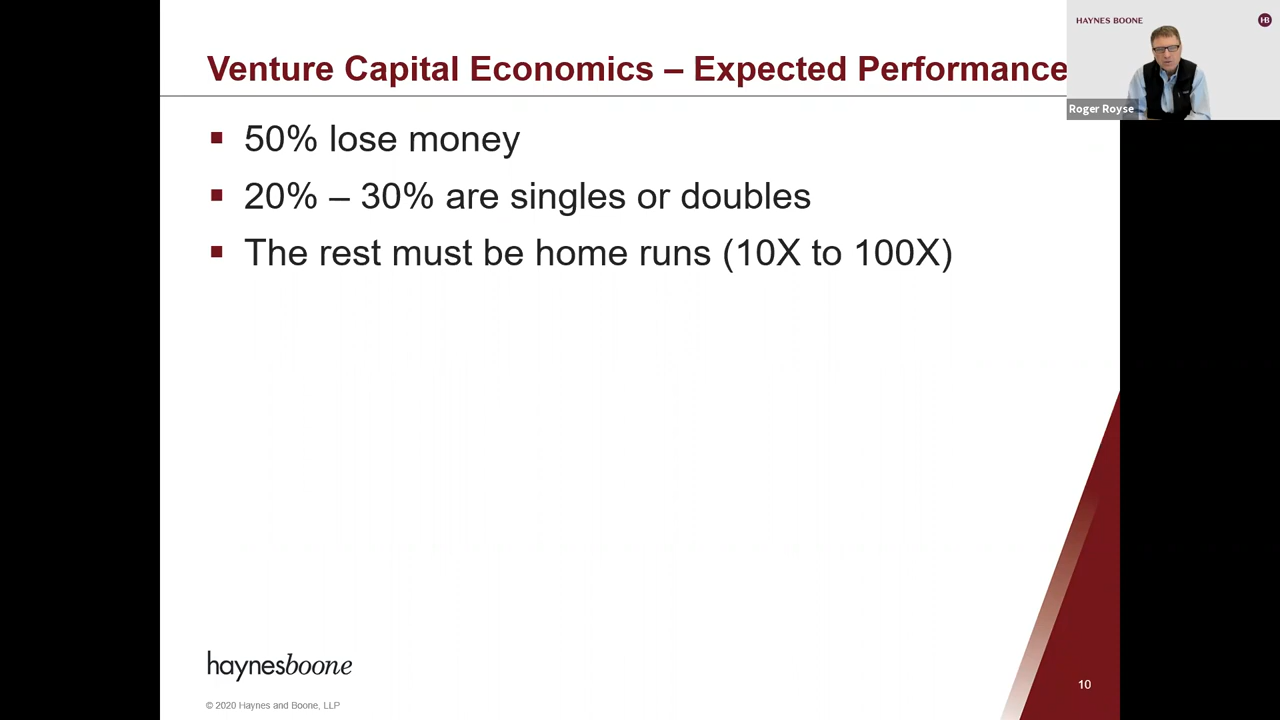 Venture Capital Economics – Expected Performance
HAYNES BOONE
HB
Roger Royse
▪ 50% lose money
▪ 20% – 30% are singles or doubles
▪ The rest must be home runs (10X to 100X)
haynesboone
10
© 2020 Haynes and Boone, LLP